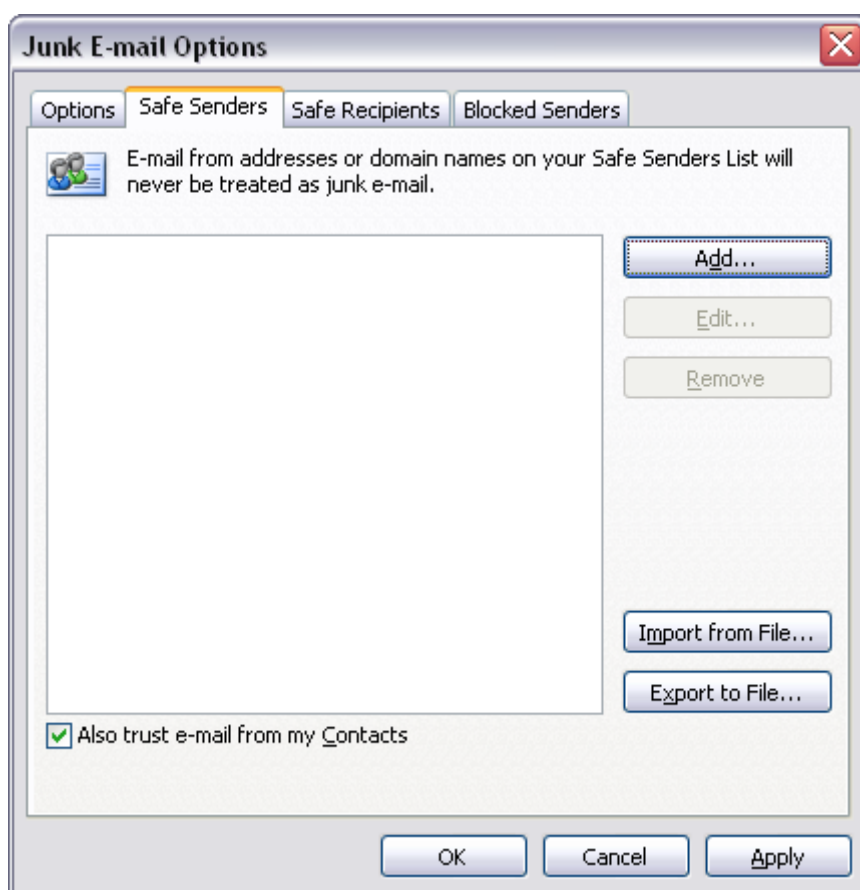 Junk E-mail Options
Options Safe Senders Safe Recipients Blocked Senders
E-mail from addresses or domain names on your Safe Senders List will
never be treated as junk e-mail.
Add...
Edit...
Remove
Import from File...
Export to File...
Also trust e-mail from my Contacts
OK Cancel Apply